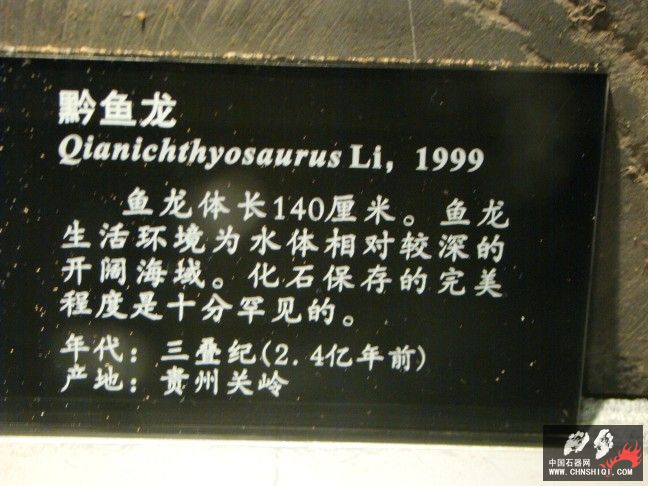 黔鱼龙
Qianichthyosaurus Li, 1999
鱼龙体长140厘米。鱼龙
生活环境为水体相对较深的
开阔海域。化石保存的完美
程度是十分罕见的。
年代：三叠纪(2.4亿年前)
产地：贵州关岭
中国石器网
WWW.CHNSHIQI.COM